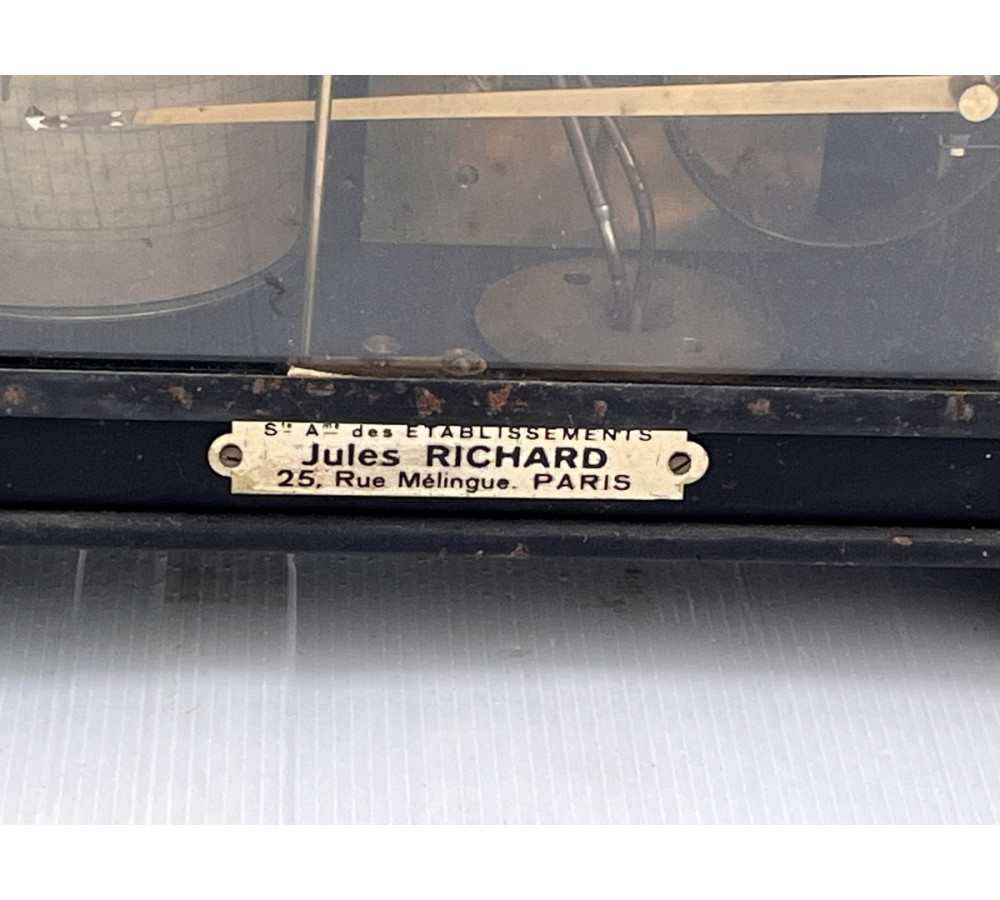 Sté Ame des ETABLISSEMENTS
Jules RICHARD
25, Rue Mélingue. PARIS